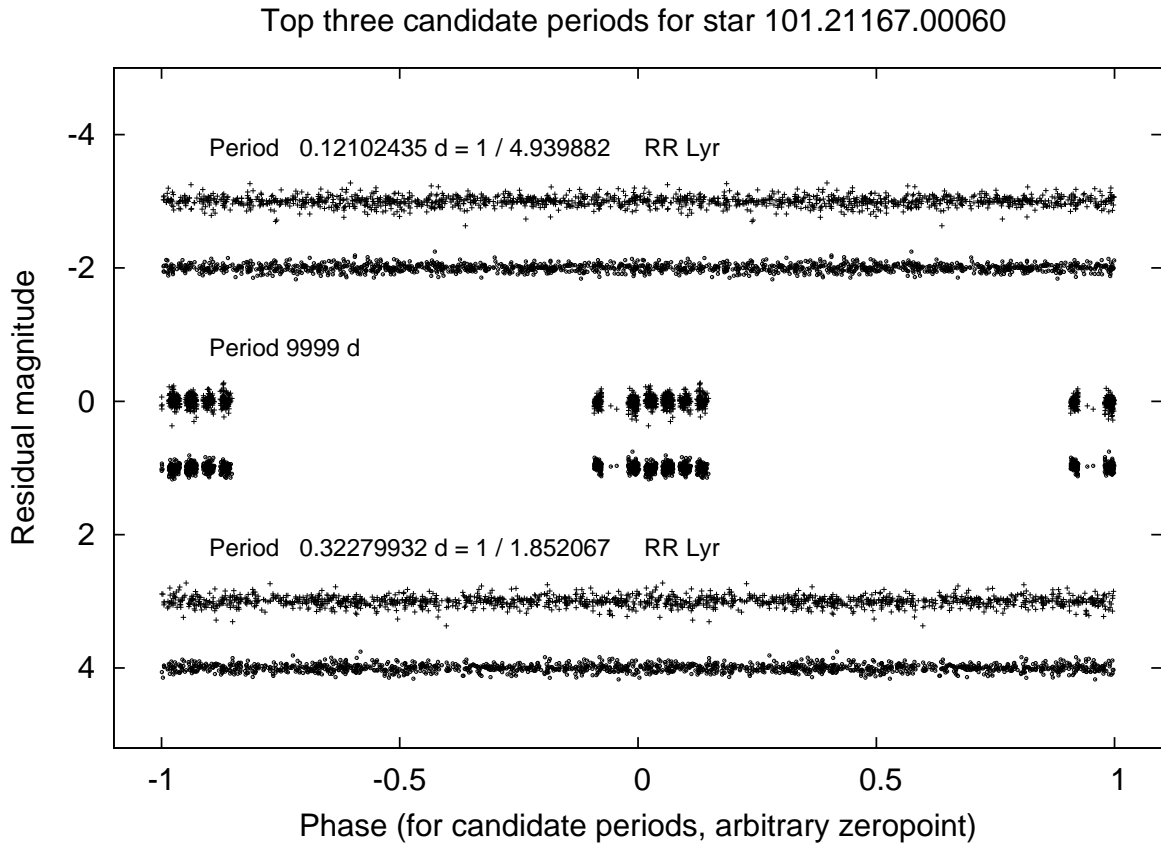 Top three candidate periods for star 101.21167.00060
Period 0.12102435 d = 1 / 4.939882 RR Lyr
Period 9999 d
Period 0.32279932 d = 1 / 1.852067 RR Lyr
Residual magnitude
-4
-2
0
2
4
-1
-0.5
0
0.5
1
Phase (for candidate periods, arbitrary zeropoint)